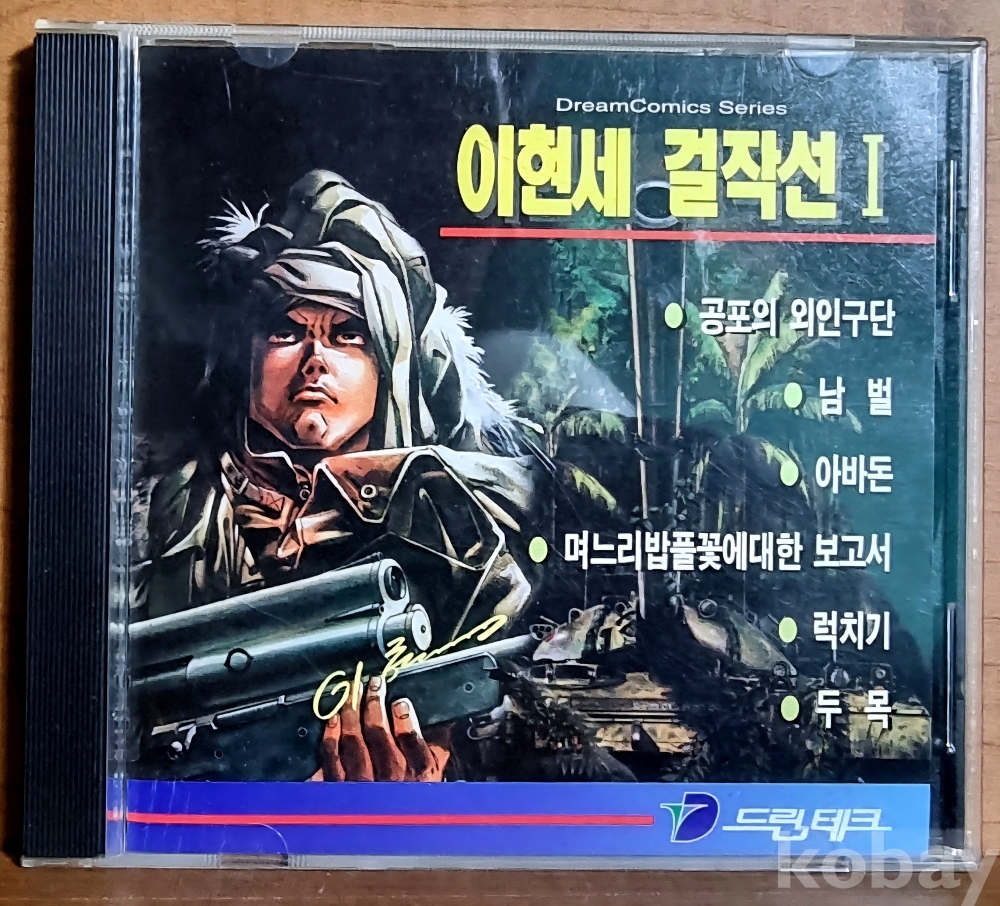 DreamComics Series
이현세 걸작선 I
공포의 외인구단
남 벌
아바돈
며느리밥풀꽃에대한 보고서
럭치기
두 목
드림테크
kobay